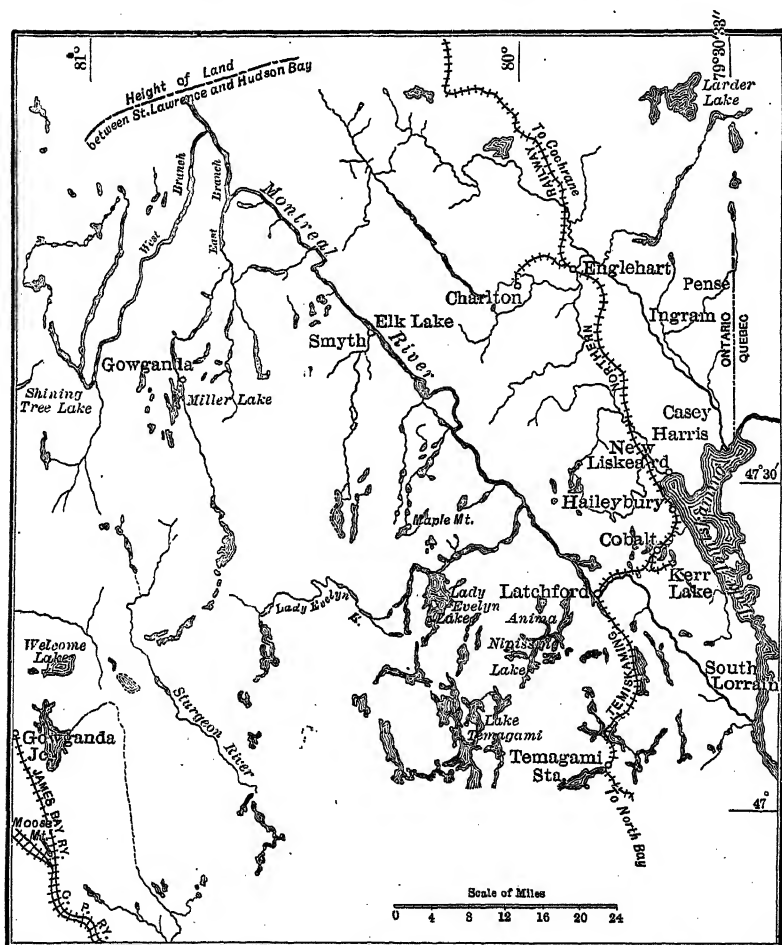 81°
80°
79°30'33"
Height of Land
between St. Lawrence and Hudson Bay
Larder
Lake
To Cochrane
RAILWAY
West
Branch
East
Branch
Montreal
River
Englehart
Charlton
Pense
Ingram
ONTARIO
QUEBEC
Elk Lake
Smyth
Gowganda
Miller Lake
Shining
Tree Lake
NORTHERN
Casey
Harris
New
Liskeard
47°30
Haileybury
Maple Mt.
Cobalt
Kerr
Lake
Latchford
Lady Evelyn
R.
Lady
Evelyn
Lake
Anima
Nipissing
Lake
TEMISKAMING
South
Lorrain
Welcome
Lake
Sturgeon
River
Lake
Temagami
Temagami
Sta.
Gowganda
Jc.
JAMES BAY RY.
Moose
Mt.
C. P. RY.
47°
To North Bay
Scale of Miles
0 4 8 12 16 20 24